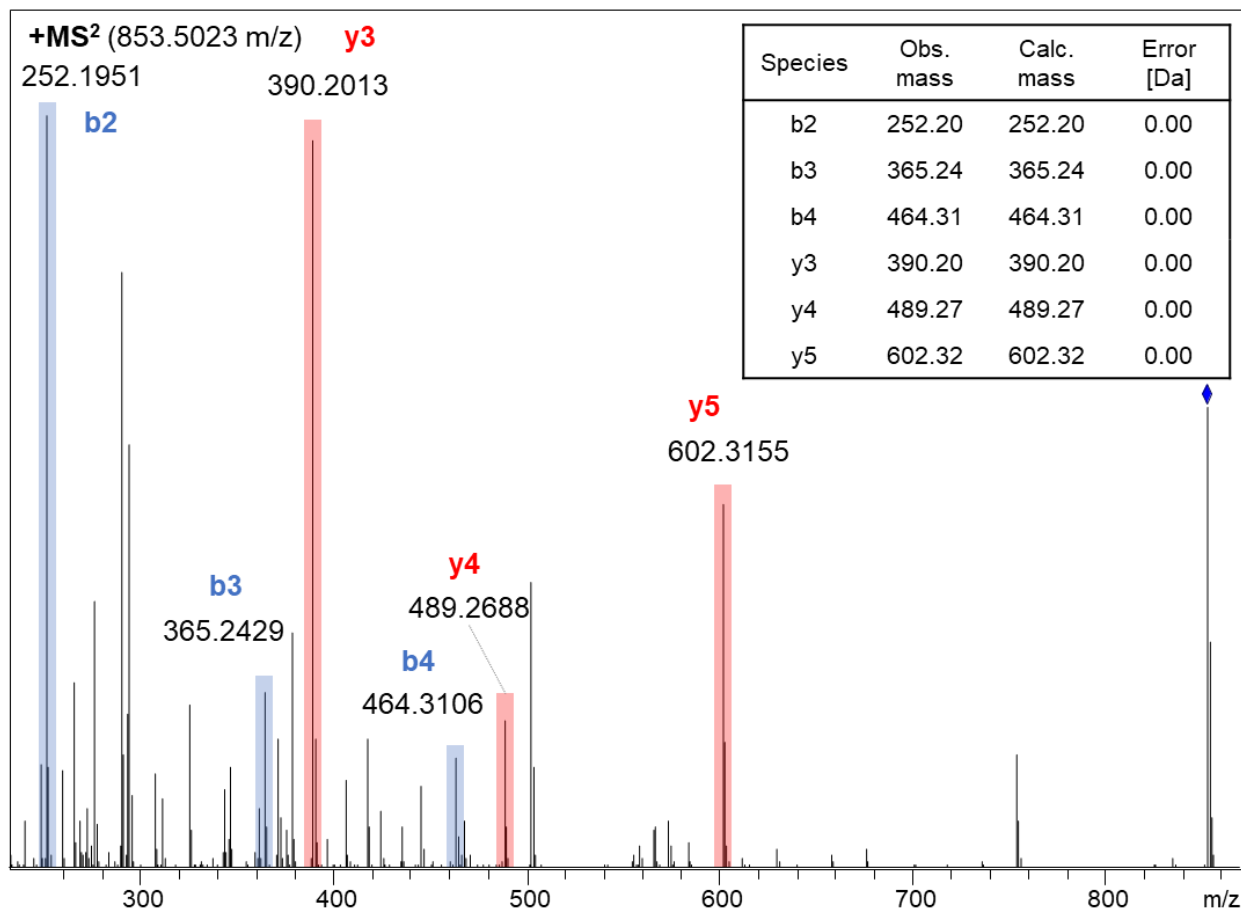 +MS² (853.5023 m/z)
y3
252.1951
390.2013
b2
Species Obs. mass Calc. mass Error [Da]
b2 252.20 252.20 0.00
b3 365.24 365.24 0.00
b4 464.31 464.31 0.00
y3 390.20 390.20 0.00
y4 489.27 489.27 0.00
y5 602.32 602.32 0.00
y5
602.3155
y4
489.2688
b3
365.2429
b4
464.3106
300 400 500 600 700 800 m/z